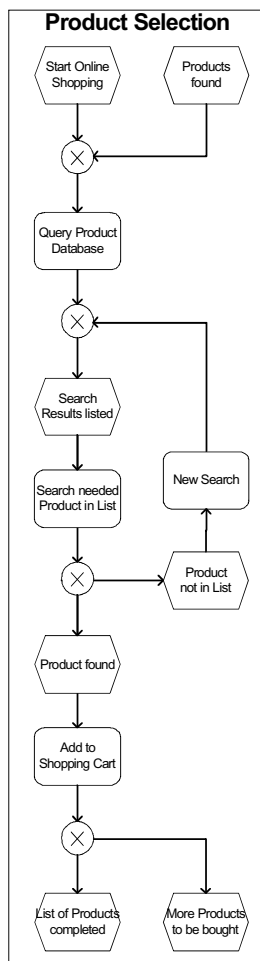 Product Selection
Start Online
Shopping
Products
found
Query Product
Database
Search
Results listed
Search needed
Product in List
New Search
Product
not in List
Product found
Add to
Shopping Cart
List of Products
completed
More Products
to be bought